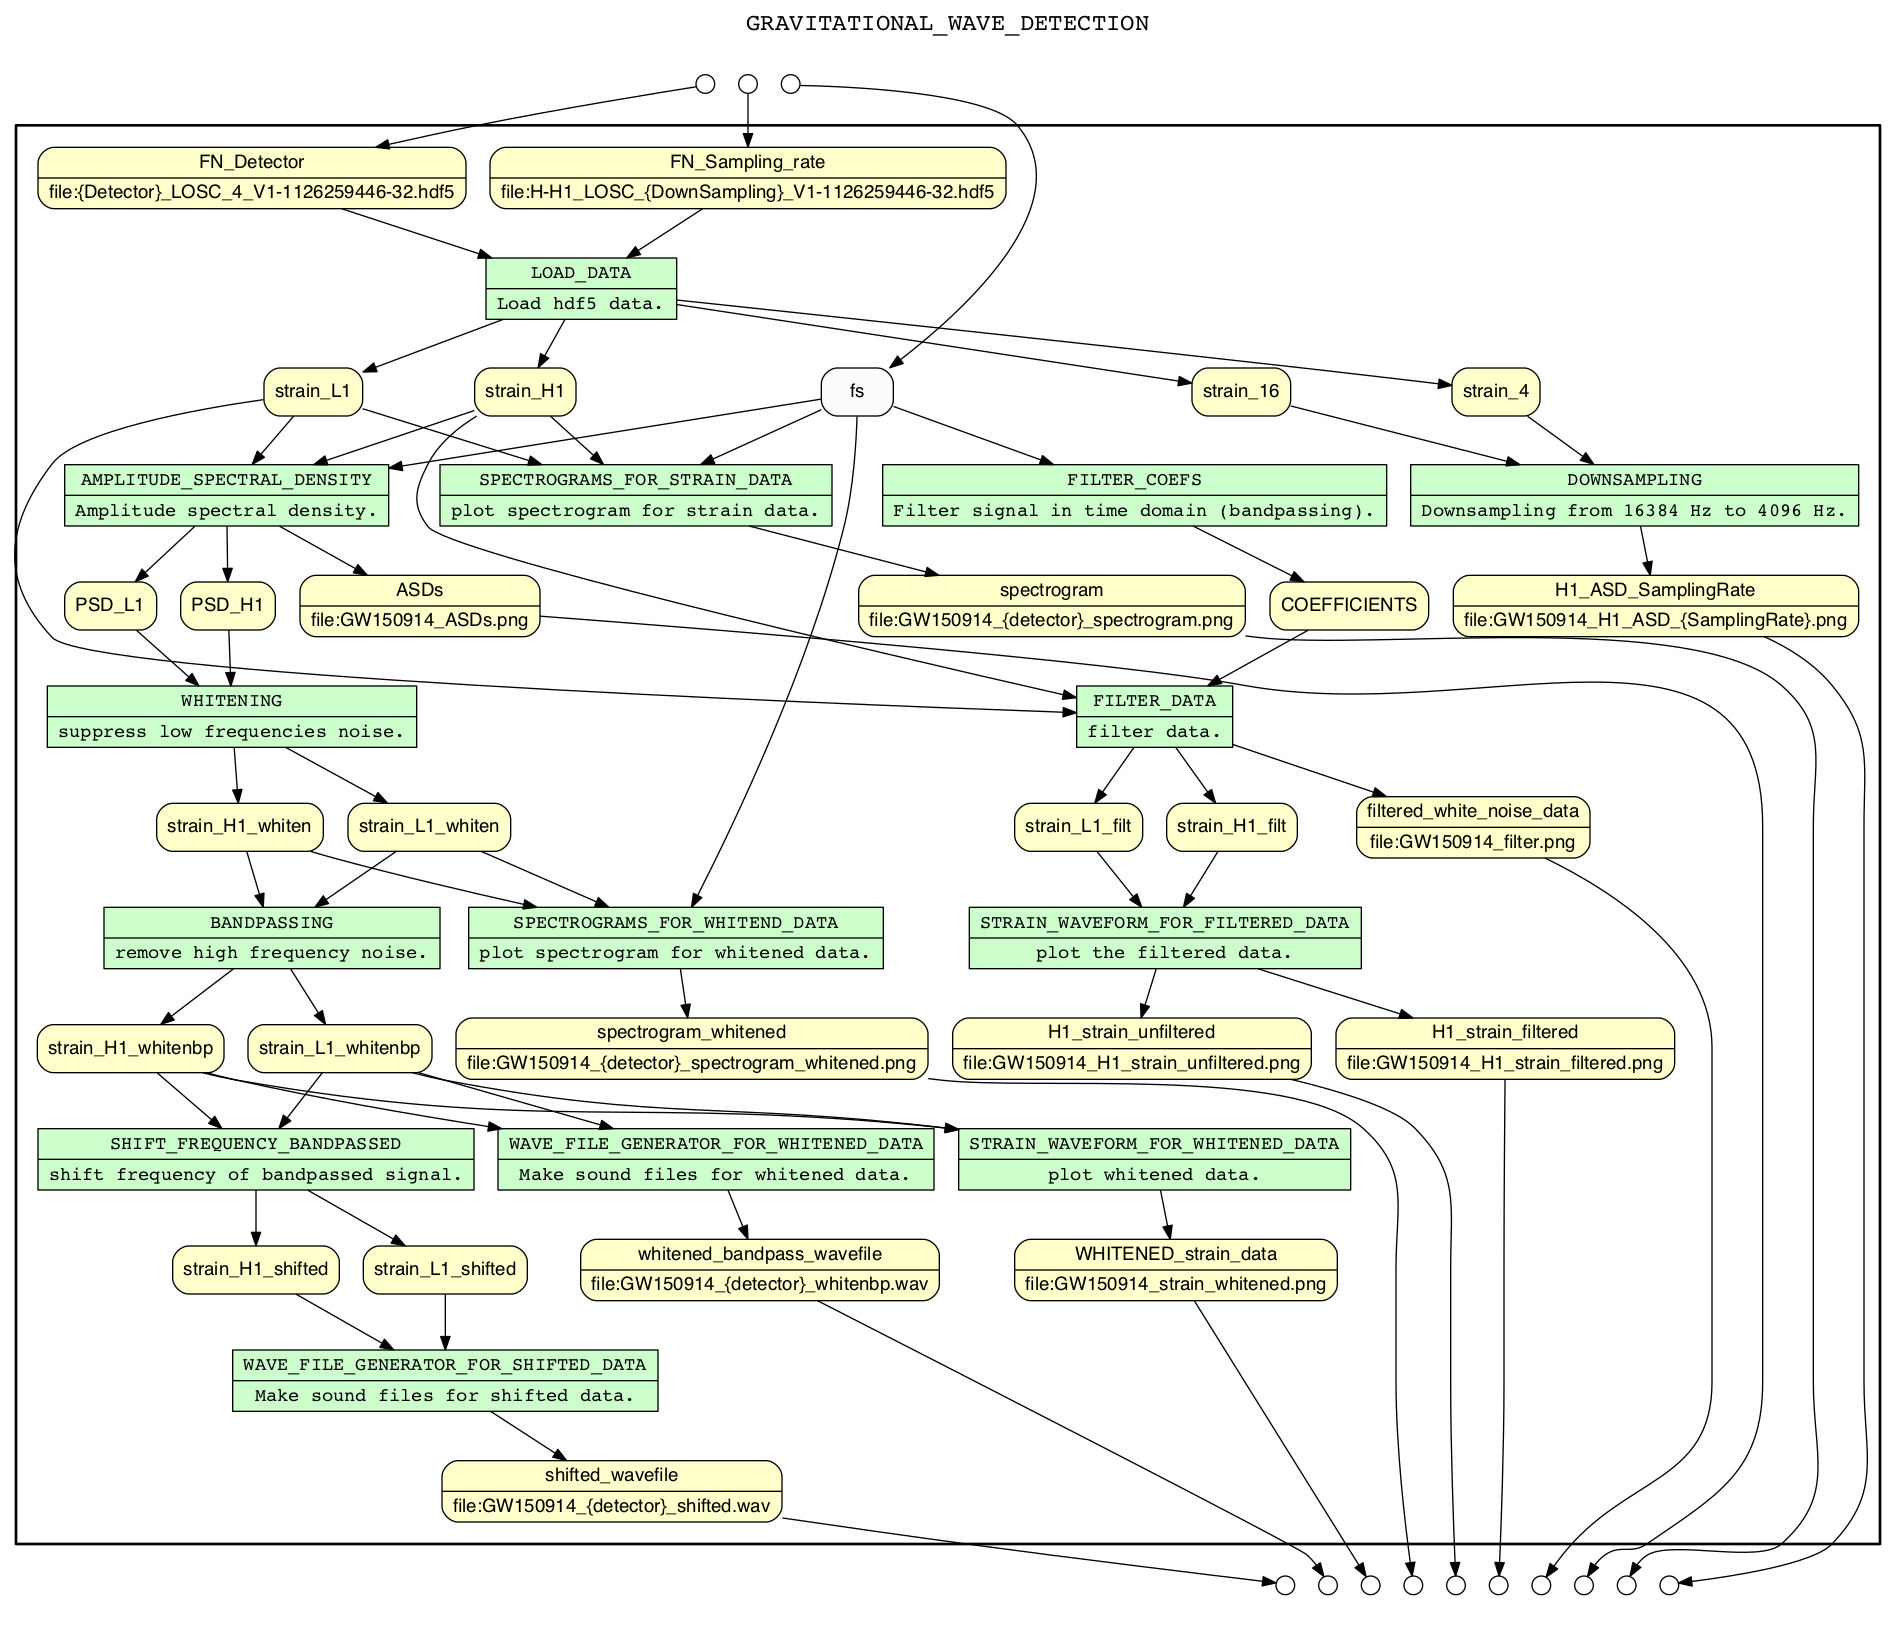 GRAVITATIONAL_WAVE_DETECTION
FN_Detector
file:{Detector}_LOSC_4_V1-1126259446-32.hdf5
FN_Sampling_rate
file:H-H1_LOSC_{DownSampling}_V1-1126259446-32.hdf5
LOAD_DATA
Load hdf5 data.
strain_L1
strain_H1
fs
strain_16
strain_4
AMPLITUDE_SPECTRAL_DENSITY
Amplitude spectral density.
SPECTROGRAMS_FOR_STRAIN_DATA
plot spectrogram for strain data.
FILTER_COEFS
Filter signal in time domain (bandpassing).
DOWNSAMPLING
Downsampling from 16384 Hz to 4096 Hz.
PSD_L1
PSD_H1
ASDs
file:GW150914_ASDs.png
spectrogram
file:GW150914_{detector}_spectrogram.png
COEFFICIENTS
H1_ASD_SamplingRate
file:GW150914_H1_ASD_{SamplingRate}.png
WHITENING
suppress low frequencies noise.
FILTER_DATA
filter data.
strain_H1_whiten
strain_L1_whiten
strain_L1_filt
strain_H1_filt
filtered_white_noise_data
file:GW150914_filter.png
BANDPASSING
remove high frequency noise.
SPECTROGRAMS_FOR_WHITEND_DATA
plot spectrogram for whitened data.
STRAIN_WAVEFORM_FOR_FILTERED_DATA
plot the filtered data.
strain_H1_whitenbp
strain_L1_whitenbp
spectrogram_whitened
file:GW150914_{detector}_spectrogram_whitened.png
H1_strain_unfiltered
file:GW150914_H1_strain_unfiltered.png
H1_strain_filtered
file:GW150914_H1_strain_filtered.png
SHIFT_FREQUENCY_BANDPASSED
shift frequency of bandpassed signal.
WAVE_FILE_GENERATOR_FOR_WHITENED_DATA
Make sound files for whitened data.
STRAIN_WAVEFORM_FOR_WHITENED_DATA
plot whitened data.
strain_H1_shifted
strain_L1_shifted
whitened_bandpass_wavefile
file:GW150914_{detector}_whitenbp.wav
WHITENED_strain_data
file:GW150914_strain_whitened.png
WAVE_FILE_GENERATOR_FOR_SHIFTED_DATA
Make sound files for shifted data.
shifted_wavefile
file:GW150914_{detector}_shifted.wav